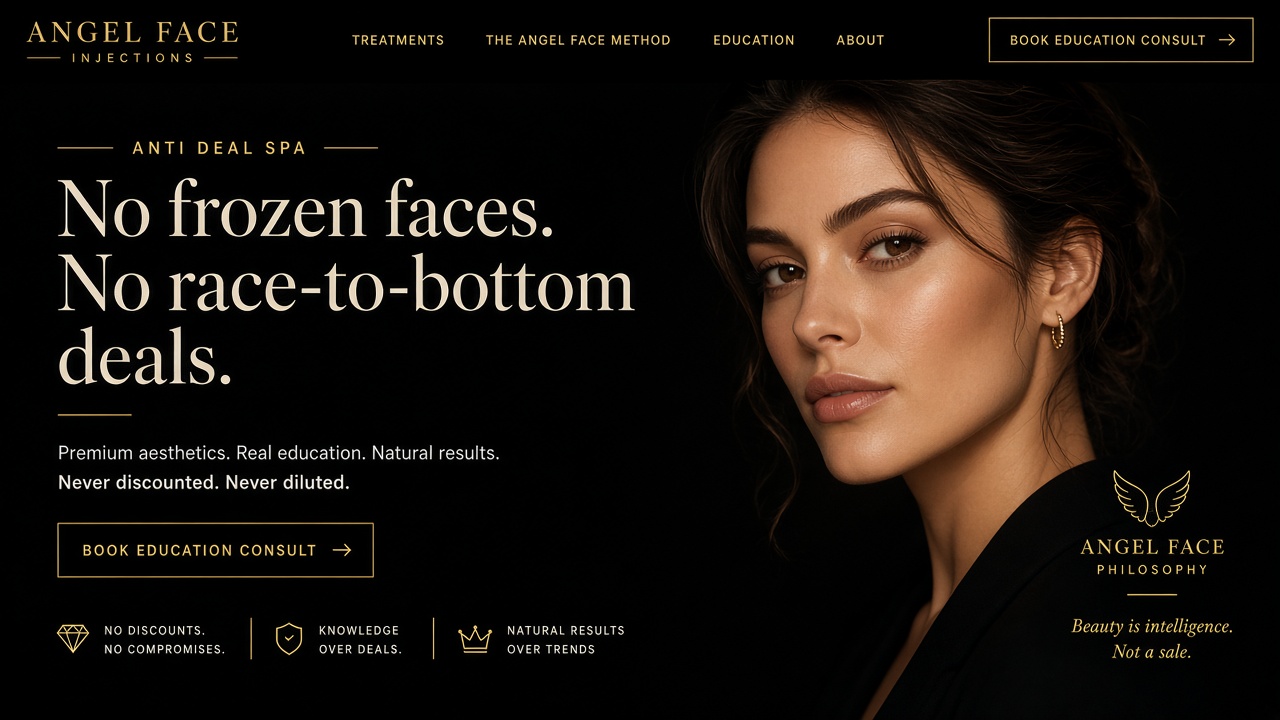 ANGEL FACE
INJECTIONS
TREATMENTS
THE ANGEL FACE METHOD
EDUCATION
ABOUT
BOOK EDUCATION CONSULT
ANTI DEAL SPA
No frozen faces.
No race-to-bottom
deals.
Premium aesthetics. Real education. Natural results.
Never discounted. Never diluted.
BOOK EDUCATION CONSULT
NO DISCOUNTS.
NO COMPROMISES.
KNOWLEDGE
OVER DEALS.
NATURAL RESULTS
OVER TRENDS
ANGEL FACE
PHILOSOPHY
Beauty is intelligence.
Not a sale.